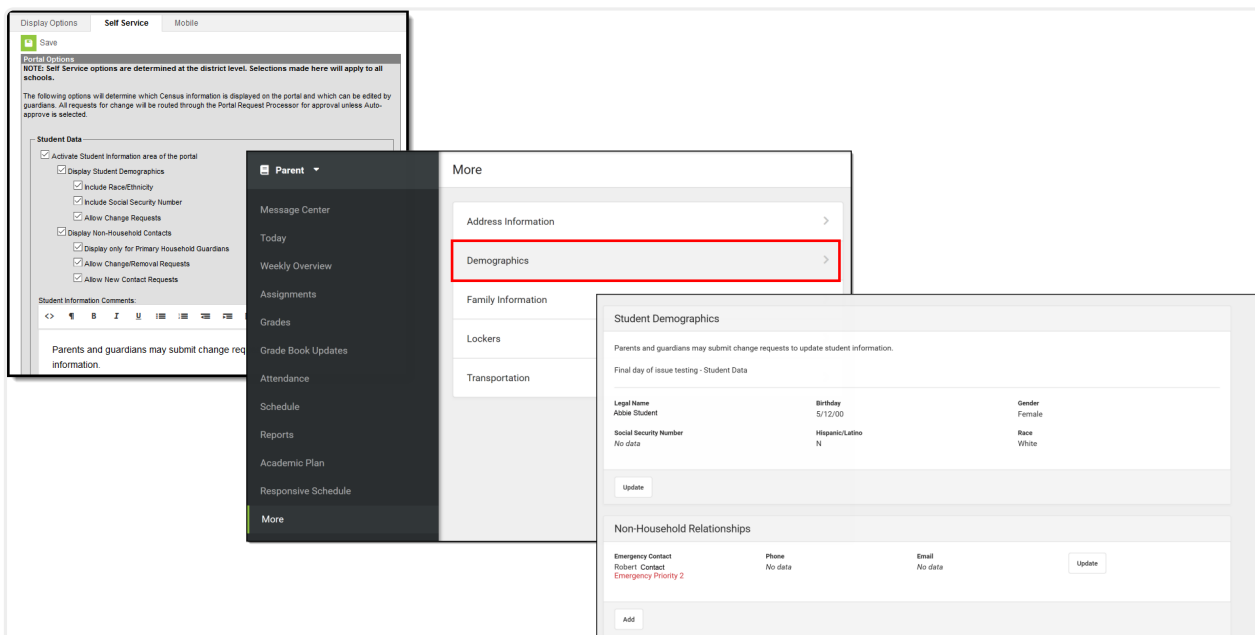 Display Options Self Service Mobile
Save
Portal Options
NOTE: Self Service options are determined at the district level. Selections made here will apply to all
schools.
The following options will determine which Census information is displayed on the portal and which can be edited by
guardians. All requests for change will be routed through the Portal Request Processor for approval unless Auto-
approve is selected.
Student Data
Activate Student Information area of the portal
Display Student Demographics
Include Race/Ethnicity
Include Social Security Number
Allow Change Requests
Display Non-Household Contacts
Display only for Primary Household Guardians
Allow Change/Removal Requests
Allow New Contact Requests
Student Information Comments:
<> ¶ B I U
Parents and guardians may submit change req
information.
Parent
Message Center
Today
Weekly Overview
Assignments
Grades
Grade Book Updates
Attendance
Schedule
Reports
Academic Plan
Responsive Schedule
More
More
Address Information
Demographics
Family Information
Lockers
Transportation
Student Demographics
Parents and guardians may submit change requests to update student information.
Final day of issue testing - Student Data
Legal Name Birthday Gender
Abbie Student 5/12/00 Female
Social Security Number Hispanic/Latino Race
No data N White
Update
Non-Household Relationships
Emergency Contact Phone Email
Robert Contact No data No data Update
Emergency Priority 2
Add